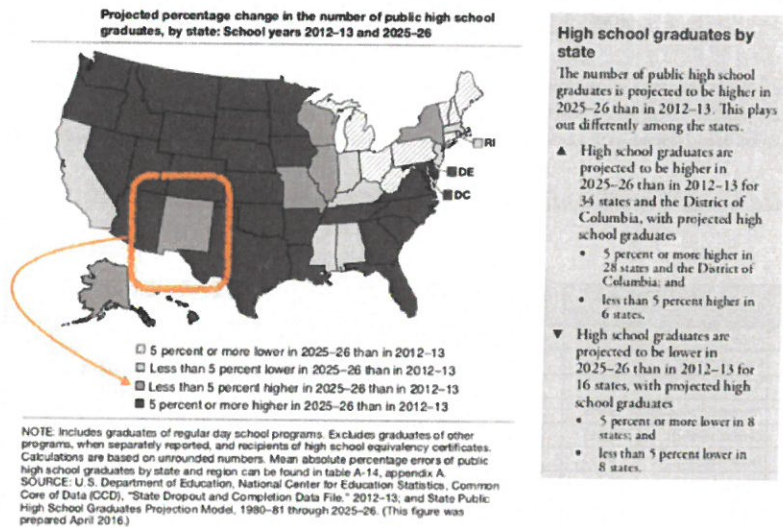 Projected percentage change in the number of public high school
graduates, by state: School years 2012–13 and 2025–26
RI
DE
DC
5 percent or more lower in 2025–26 than in 2012–13
Less than 5 percent lower in 2025–26 than in 2012–13
Less than 5 percent higher in 2025–26 than in 2012–13
5 percent or more higher in 2025–26 than in 2012–13
NOTE: Includes graduates of regular day school programs. Excludes graduates of other
programs, when separately reported, and recipients of high school equivalency certificates.
Calculations are based on unrounded numbers. Mean absolute percentage errors of public
high school graduates by state and region can be found in table A-14, appendix A.
SOURCE: U.S. Department of Education, National Center for Education Statistics, Common
Core of Data (CCD), "State Dropout and Completion Data File," 2012–13; and State Public
High School Graduates Projection Model, 1980–81 through 2025–26. (This figure was
prepared April 2016.)
High school graduates by
state
The number of public high school
graduates is projected to be higher in
2025–26 than in 2012–13. This plays
out differently among the states.
▲ High school graduates are
projected to be higher in
2025–26 than in 2012–13 for
34 states and the District of
Columbia, with projected high
school graduates
• 5 percent or more higher in
28 states and the District of
Columbia; and
• less than 5 percent higher in
6 states.
▼ High school graduates are
projected to be lower in
2025–26 than in 2012–13 for
16 states, with projected high
school graduates
• 5 percent or more lower in 8
states; and
• less than 5 percent lower in
8 states.